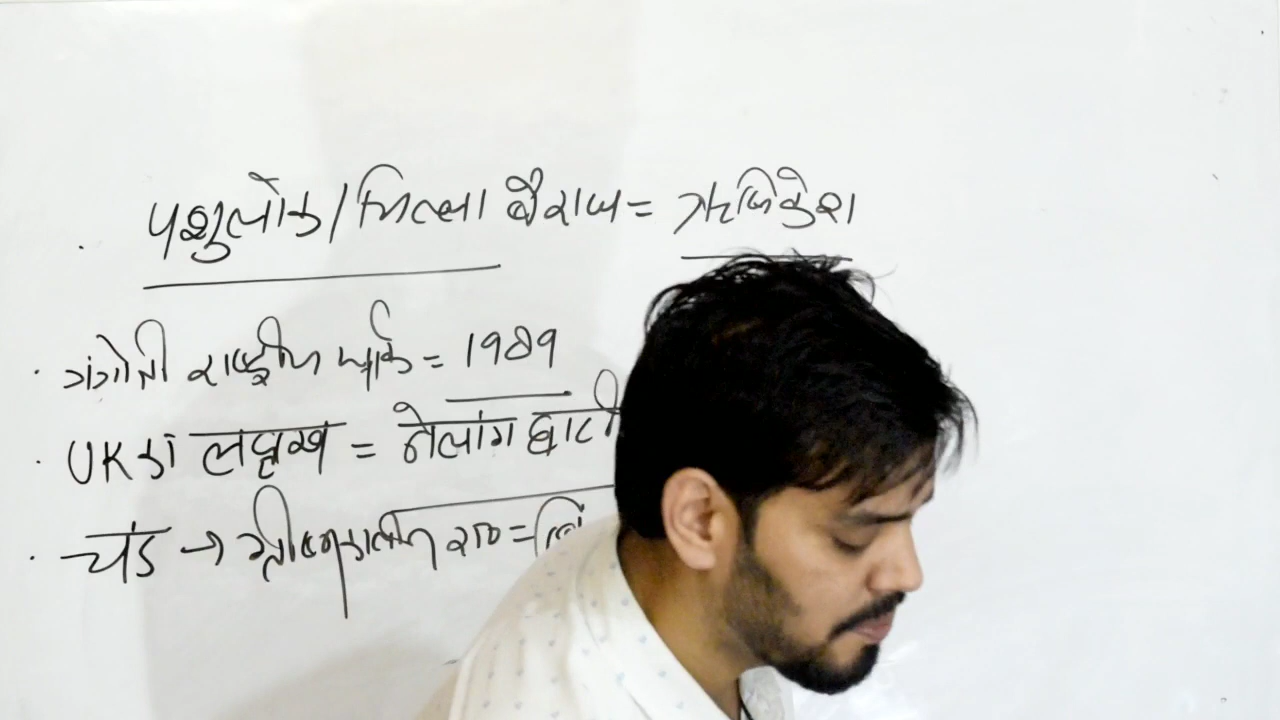 पशुलोक/ बैराज = ऋषिकेश
गंगोत्री राष्ट्रीय पार्क = 1989
UK का लद्दाख = नेलांग घाटी
चंड → ग्रीष्मकालीन राज =